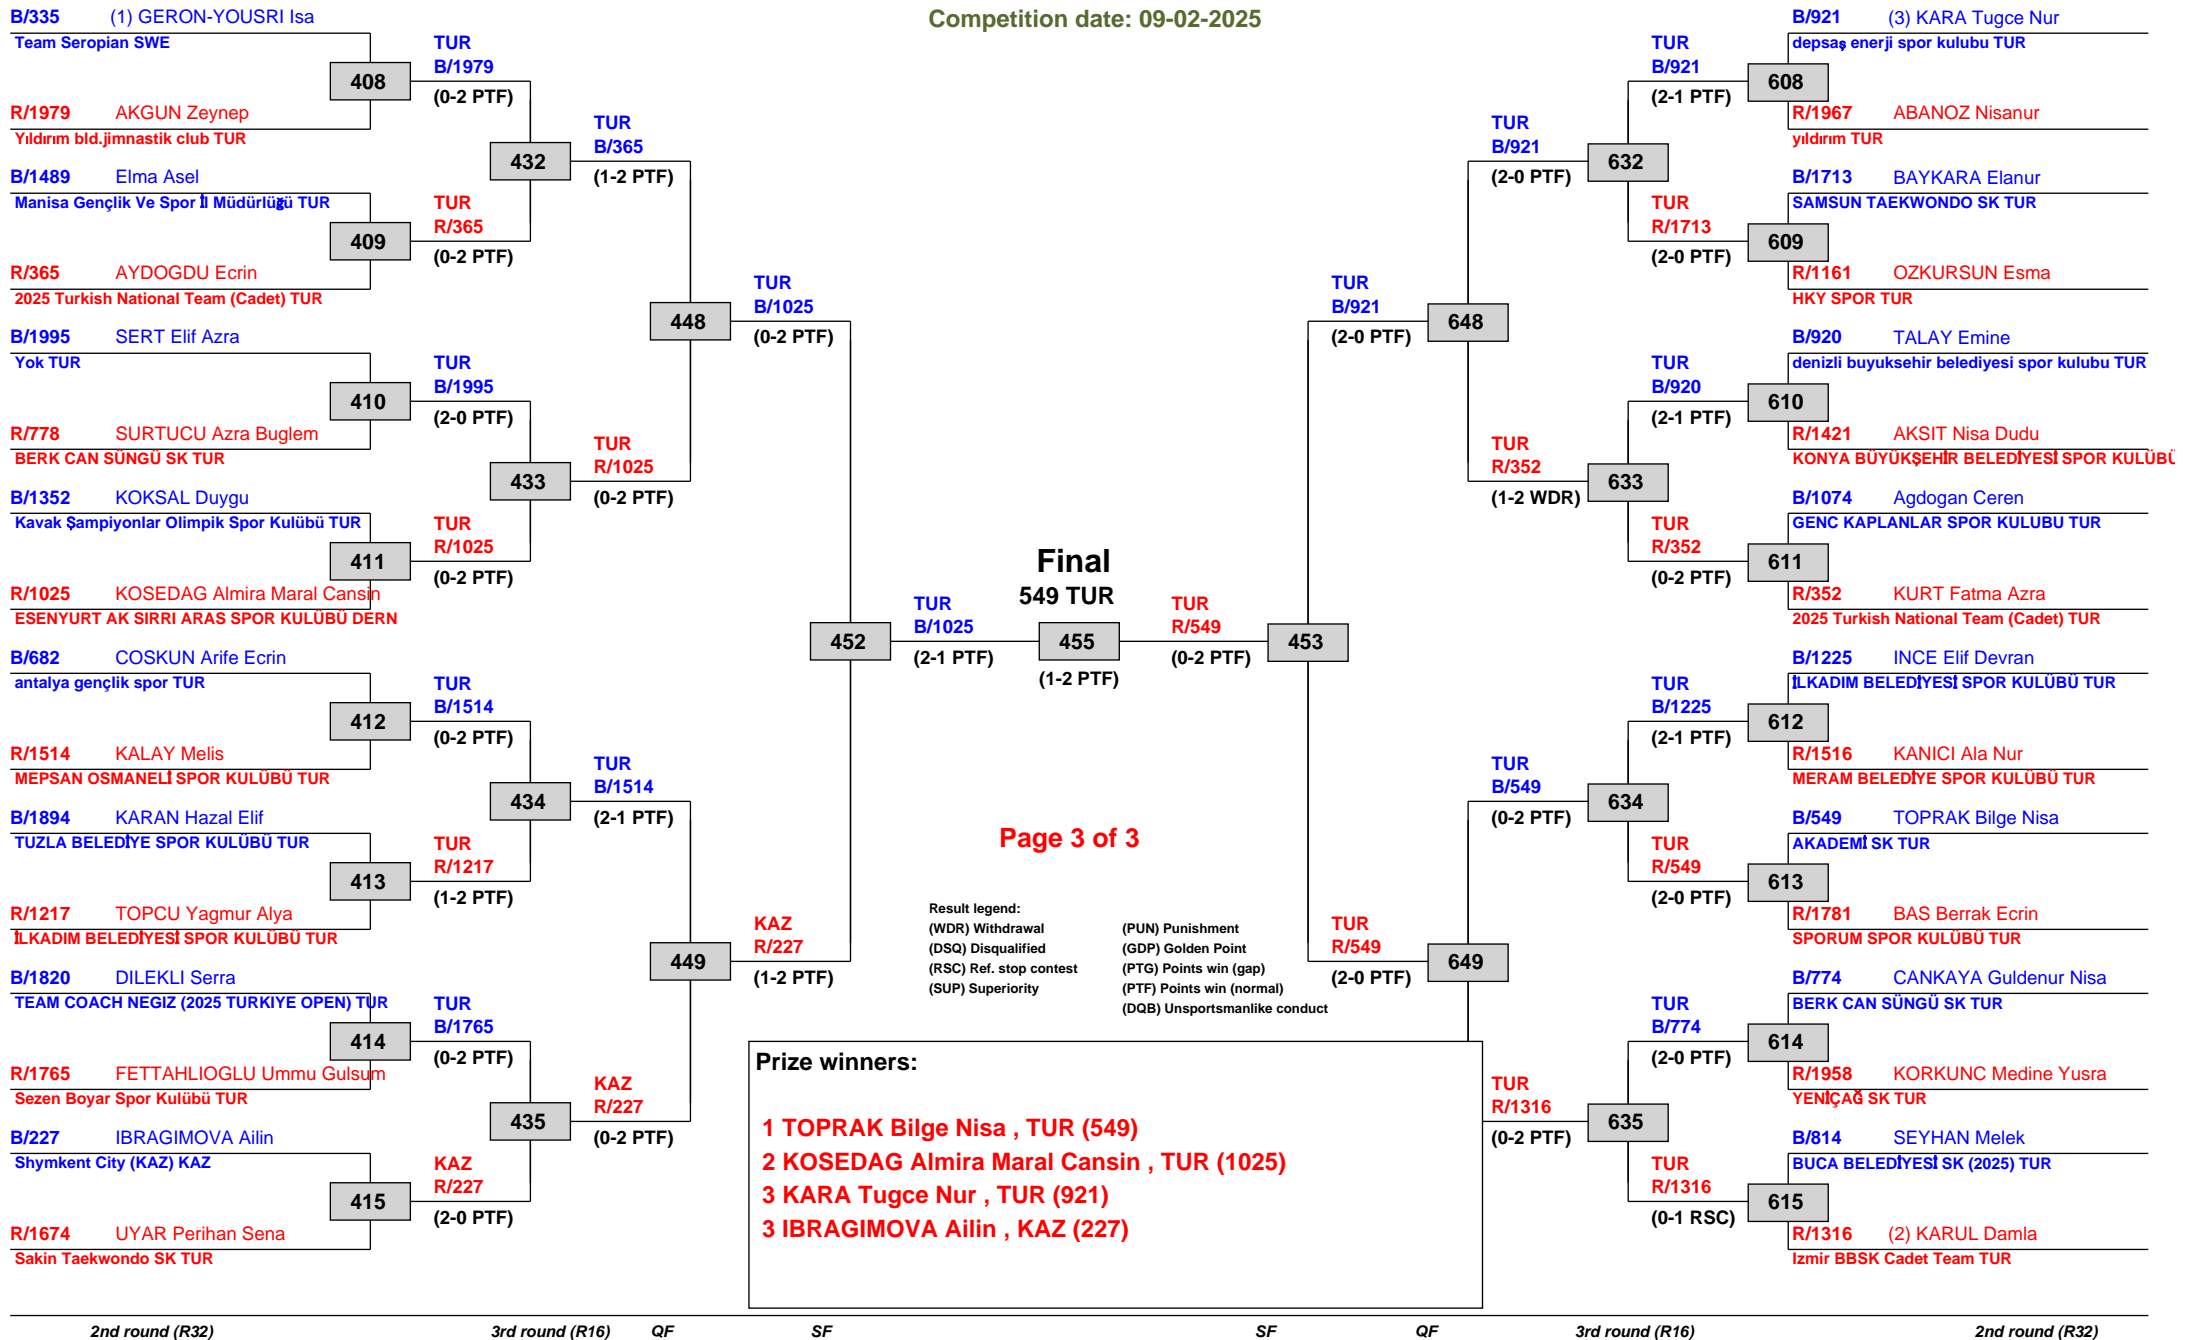 Competition date: 09-02-2025
B/335 (1) GERON-YOUSRI Isa
Team Seropian SWE
408
R/1979 AKGUN Zeynep
Yıldırım bld.jimnastik club TUR
B/1489 Elma Asel
Manisa Gençlik Ve Spor İl Müdürlüğü TUR
409
R/365 AYDOGDU Ecrin
2025 Turkish National Team (Cadet) TUR
B/1995 SERT Elif Azra
Yok TUR
410
R/778 SURTUCU Azra Buglem
BERK CAN SÜNGÜ SK TUR
B/1352 KOKSAL Duygu
Kavak Şampiyonlar Olimpik Spor Kulübü TUR
411
R/1025 KOSEDAG Almira Maral Cansin
ESENYURT AK SIRRI ARAS SPOR KULÜBÜ DERN
B/682 COSKUN Arife Ecrin
antalya gençlik spor TUR
412
R/1514 KALAY Melis
MEPSAN OSMANELİ SPOR KULÜBÜ TUR
B/1894 KARAN Hazal Elif
TUZLA BELEDİYE SPOR KULÜBÜ TUR
413
R/1217 TOPCU Yagmur Alya
İLKADIM BELEDİYESİ SPOR KULÜBÜ TUR
B/1820 DILEKLI Serra
TEAM COACH NEGIZ (2025 TURKIYE OPEN) TUR
414
R/1765 FETTAHLIOGLU Ummu Gulsum
Sezen Boyar Spor Kulübü TUR
B/227 IBRAGIMOVA Ailin
Shymkent City (KAZ) KAZ
415
R/1674 UYAR Perihan Sena
Sakin Taekwondo SK TUR
TUR
B/1979
(0-2 PTF)
432
TUR
R/365
(0-2 PTF)
TUR
B/1995
(2-0 PTF)
433
TUR
R/1025
(0-2 PTF)
TUR
B/1514
(0-2 PTF)
434
TUR
R/1217
(1-2 PTF)
TUR
B/1765
(0-2 PTF)
435
KAZ
R/227
(2-0 PTF)
TUR
B/365
(1-2 PTF)
448
TUR
R/1025
(0-2 PTF)
TUR
B/1514
(2-1 PTF)
449
KAZ
R/227
(0-2 PTF)
TUR
B/1025
(0-2 PTF)
452
KAZ
R/227
(1-2 PTF)
TUR
B/1025
(2-1 PTF)
Final
549 TUR
455
(1-2 PTF)
TUR
R/549
(0-2 PTF)
453
TUR
B/921
(2-0 PTF)
648
TUR
R/549
(2-0 PTF)
649
TUR
B/921
(2-0 PTF)
632
TUR
R/352
(1-2 WDR)
633
TUR
B/549
(0-2 PTF)
634
TUR
R/1316
(0-2 PTF)
635
TUR
B/921
(2-1 PTF)
608
TUR
R/1713
(2-0 PTF)
609
TUR
B/920
(2-1 PTF)
610
TUR
R/352
(0-2 PTF)
611
TUR
B/1225
(2-1 PTF)
612
TUR
R/549
(2-0 PTF)
613
TUR
B/774
(2-0 PTF)
614
TUR
R/1316
(0-1 RSC)
615
B/921 (3) KARA Tugce Nur
depsaş enerji spor kulubu TUR
R/1967 ABANOZ Nisanur
yıldırım TUR
B/1713 BAYKARA Elanur
SAMSUN TAEKWONDO SK TUR
R/1161 OZKURSUN Esma
HKY SPOR TUR
B/920 TALAY Emine
denizli buyuksehir belediyesi spor kulubu TUR
R/1421 AKSIT Nisa Dudu
KONYA BÜYÜKŞEHİR BELEDİYESİ SPOR KULÜBÜ
B/1074 Agdogan Ceren
GENC KAPLANLAR SPOR KULUBU TUR
R/352 KURT Fatma Azra
2025 Turkish National Team (Cadet) TUR
B/1225 INCE Elif Devran
İLKADIM BELEDİYESİ SPOR KULÜBÜ TUR
R/1516 KANICI Ala Nur
MERAM BELEDİYE SPOR KULÜBÜ TUR
B/549 TOPRAK Bilge Nisa
AKADEMİ SK TUR
R/1781 BAS Berrak Ecrin
SPORUM SPOR KULÜBÜ TUR
B/774 CANKAYA Guldenur Nisa
BERK CAN SÜNGÜ SK TUR
R/1958 KORKUNC Medine Yusra
YENİÇAĞ SK TUR
B/814 SEYHAN Melek
BUCA BELEDİYESİ SK (2025) TUR
R/1316 (2) KARUL Damla
Izmir BBSK Cadet Team TUR
Page 3 of 3
Result legend:
(WDR) Withdrawal
(DSQ) Disqualified
(RSC) Ref. stop contest
(SUP) Superiority
(PUN) Punishment
(GDP) Golden Point
(PTG) Points win (gap)
(PTF) Points win (normal)
(DQB) Unsportsmanlike conduct
Prize winners:
1 TOPRAK Bilge Nisa , TUR (549)
2 KOSEDAG Almira Maral Cansin , TUR (1025)
3 KARA Tugce Nur , TUR (921)
3 IBRAGIMOVA Ailin , KAZ (227)
2nd round (R32) 3rd round (R16) QF SF SF QF 3rd round (R16) 2nd round (R32)